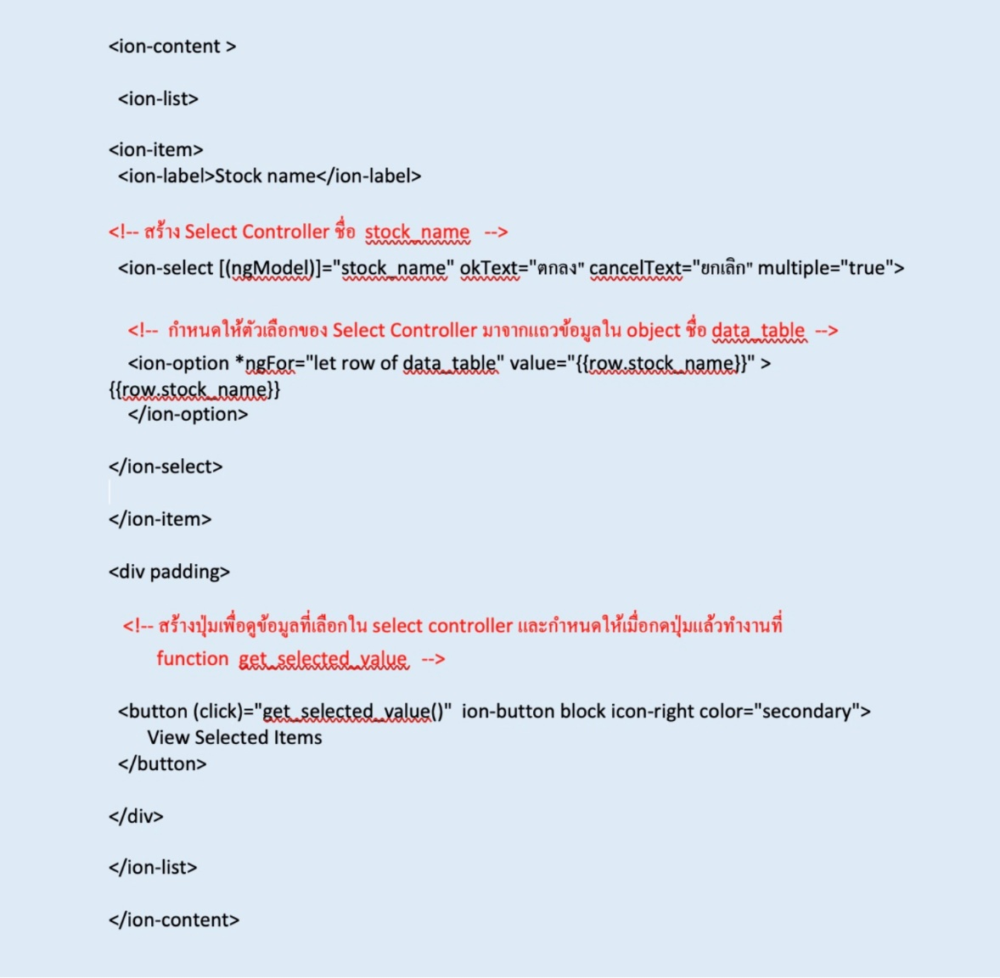 <ion-content >
<ion-list>
<ion-item>
<ion-label>Stock name</ion-label>
<!-- สร้าง Select Controller ชื่อ stock_name -->
<ion-select [(ngModel)]="stock_name" okText="ตกลง" cancelText="ยกเลิก" multiple="true">
<!-- กำหนดให้ตัวเลือกของ Select Controller มาจากแถวข้อมูลใน object ชื่อ data_table -->
<ion-option *ngFor="let row of data_table" value="{{row.stock_name}}" >
{{row.stock_name}}
</ion-option>
</ion-select>
</ion-item>
<div padding>
<!-- สร้างปุ่มเพื่อดูข้อมูลที่เลือกใน select controller และกำหนดให้เมื่อกดปุ่มแล้วทำงานที่
function get_selected_value -->
<button (click)="get_selected_value()" ion-button block icon-right color="secondary">
View Selected Items
</button>
</div>
</ion-list>
</ion-content>